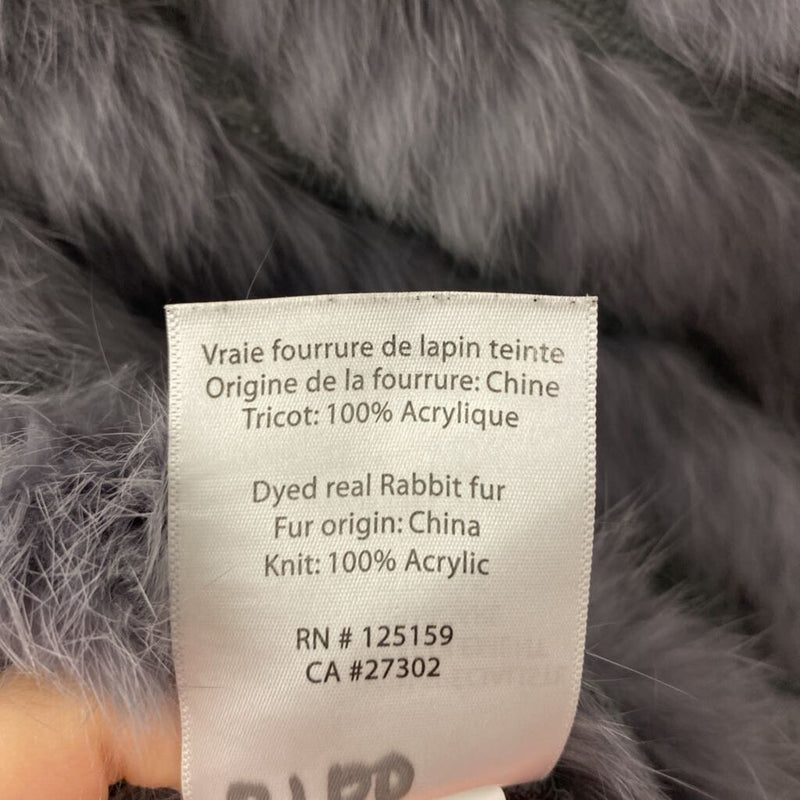 Vraie fourrure de lapin teinte
Origine de la fourrure: Chine
Tricot: 100% Acrylique
Dyed real Rabbit fur
Fur origin: China
Knit: 100% Acrylic
RN # 125159
CA #27302